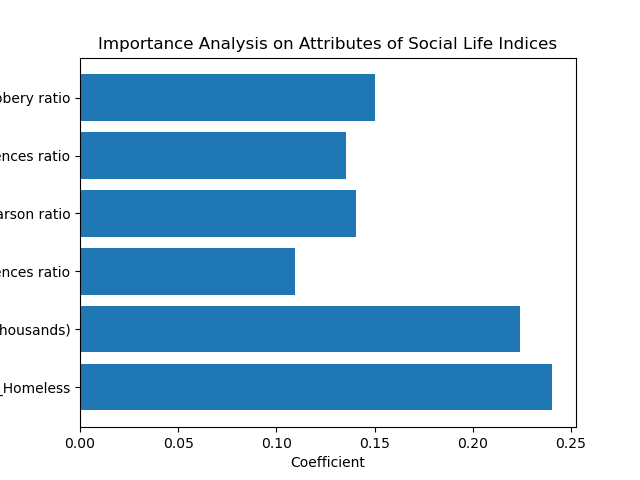 Importance Analysis on Attributes of Social Life Indices
bbery ratio
ences ratio
arson ratio
ences ratio
housands)
_Homeless
0.00 0.05 0.10 0.15 0.20 0.25
Coefficient